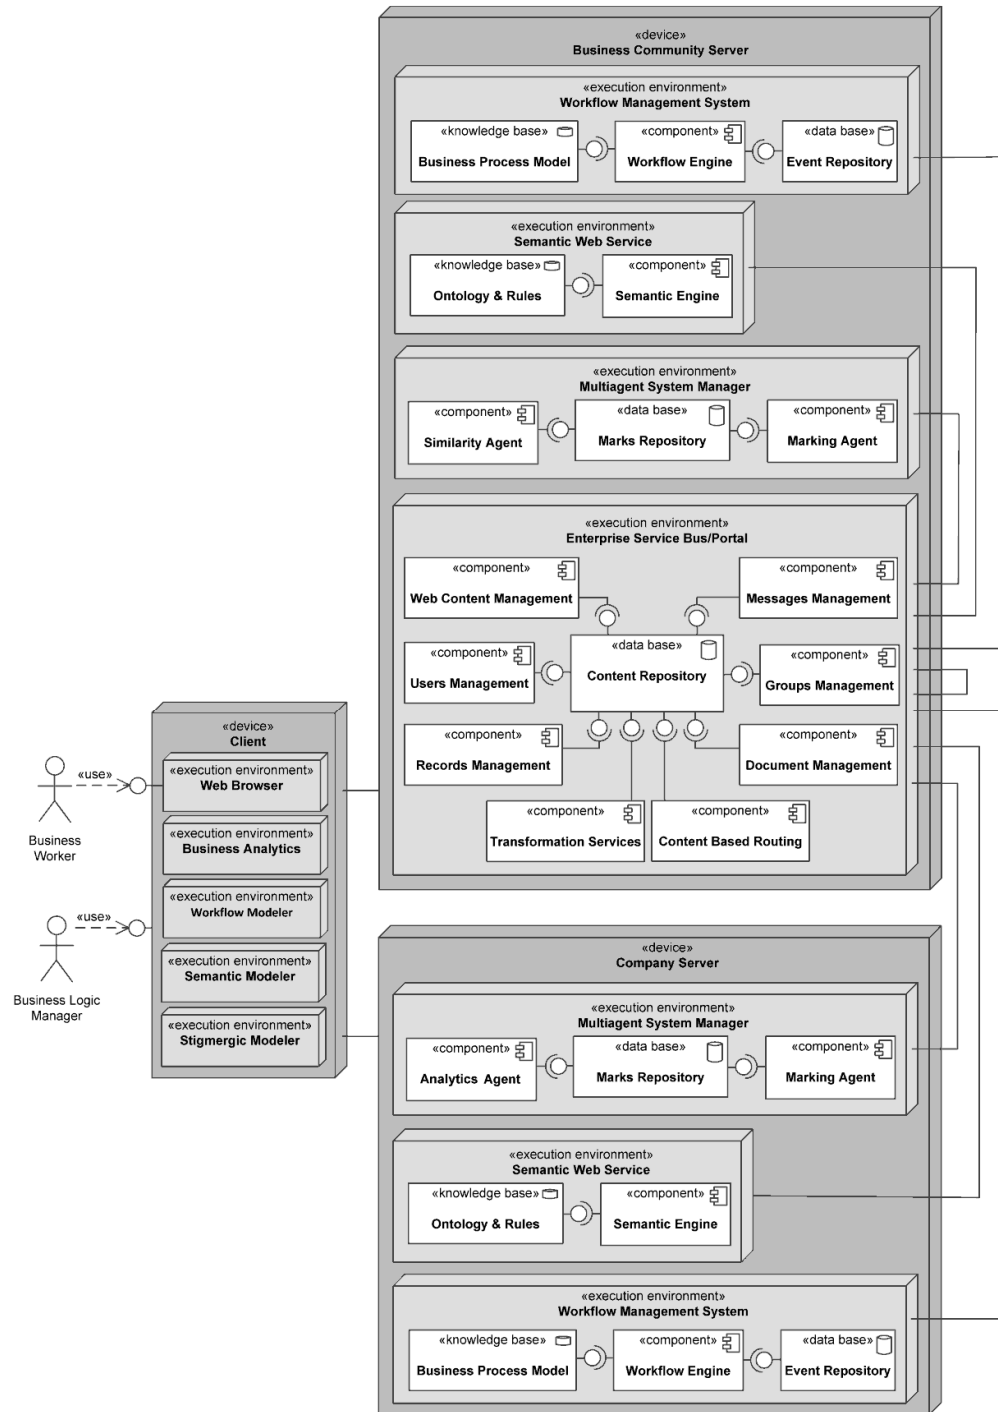 «device»
Business Community Server
«execution environment»
Workflow Management System
«knowledge base»
Business Process Model
«component»
Workflow Engine
«data base»
Event Repository
«execution environment»
Semantic Web Service
«knowledge base»
Ontology & Rules
«component»
Semantic Engine
«execution environment»
Multiagent System Manager
«component»
Similarity Agent
«data base»
Marks Repository
«component»
Marking Agent
«execution environment»
Enterprise Service Bus/Portal
«component»
Web Content Management
«component»
Messages Management
«component»
Users Management
«data base»
Content Repository
«component»
Groups Management
«component»
Records Management
«component»
Document Management
«component»
Transformation Services
«component»
Content Based Routing
«device»
Client
«execution environment»
Web Browser
«execution environment»
Business Analytics
«execution environment»
Workflow Modeler
«execution environment»
Semantic Modeler
«execution environment»
Stigmergic Modeler
«use»
Business
Worker
«use»
Business Logic
Manager
«device»
Company Server
«execution environment»
Multiagent System Manager
«component»
Analytics Agent
«data base»
Marks Repository
«component»
Marking Agent
«execution environment»
Semantic Web Service
«knowledge base»
Ontology & Rules
«component»
Semantic Engine
«execution environment»
Workflow Management System
«knowledge base»
Business Process Model
«component»
Workflow Engine
«data base»
Event Repository